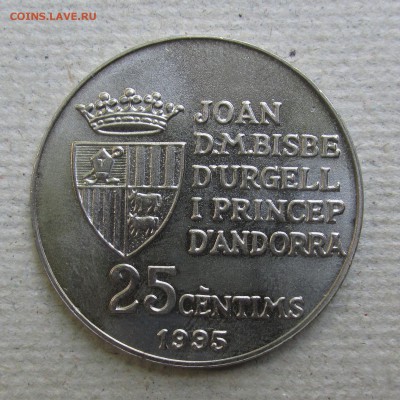 COINS.LAVE.RU
JOAN
D.M.BISBE
D'URGELL
I PRINCEP
D'ANDORRA
25 CÈNTIMS
1995